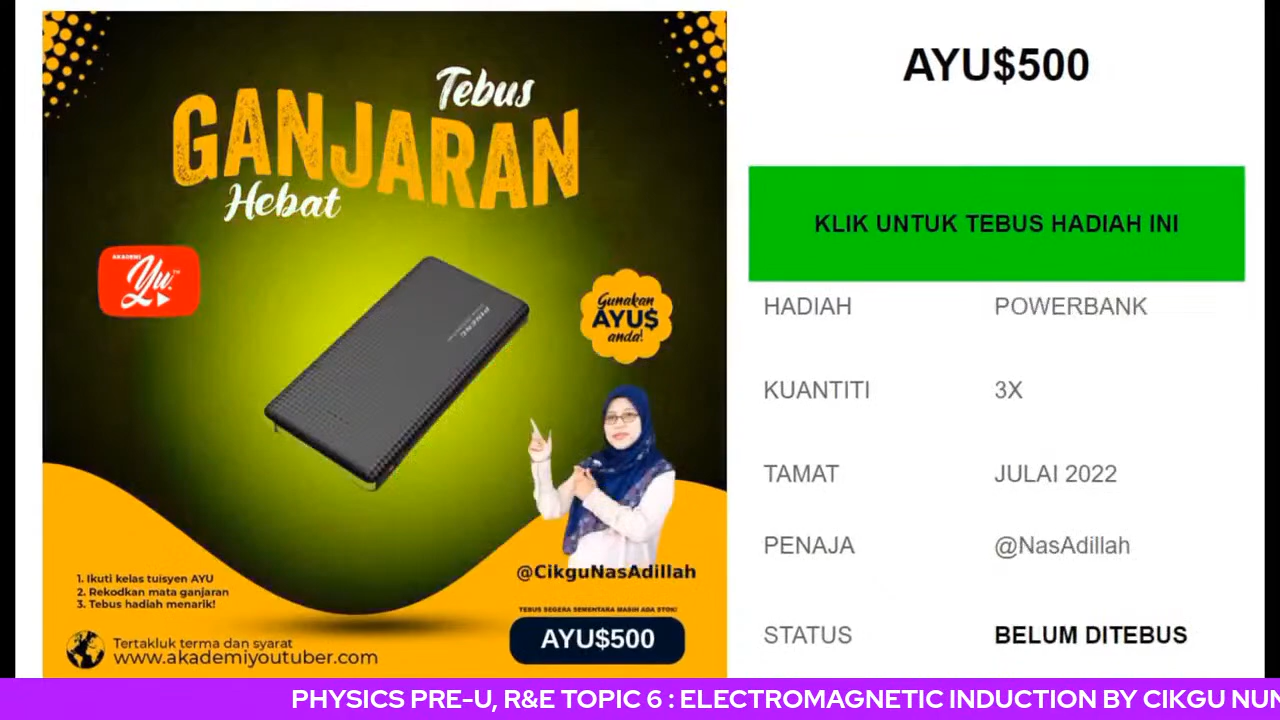 Tebus
GANJARAN
Hebat
AKADEMI
Yu.
PINENG
Gunakan
AYU$
anda!
@CikguNasAdillah
1. Ikuti kelas tuisyen AYU
2. Rekodkan mata ganjaran
3. Tebus hadiah menarik!
TEBUS SEGERA SEMENTARA MASIH ADA STOK!
AYU$500
Tertakluk terma dan syarat
www.akademiyoutuber.com
AYU$500
KLIK UNTUK TEBUS HADIAH INI
HADIAH POWERBANK
KUANTITI 3X
TAMAT JULAI 2022
PENAJA @NasAdillah
STATUS BELUM DITEBUS
PHYSICS PRE-U, R&E TOPIC 6 : ELECTROMAGNETIC INDUCTION BY CIKGU NUN